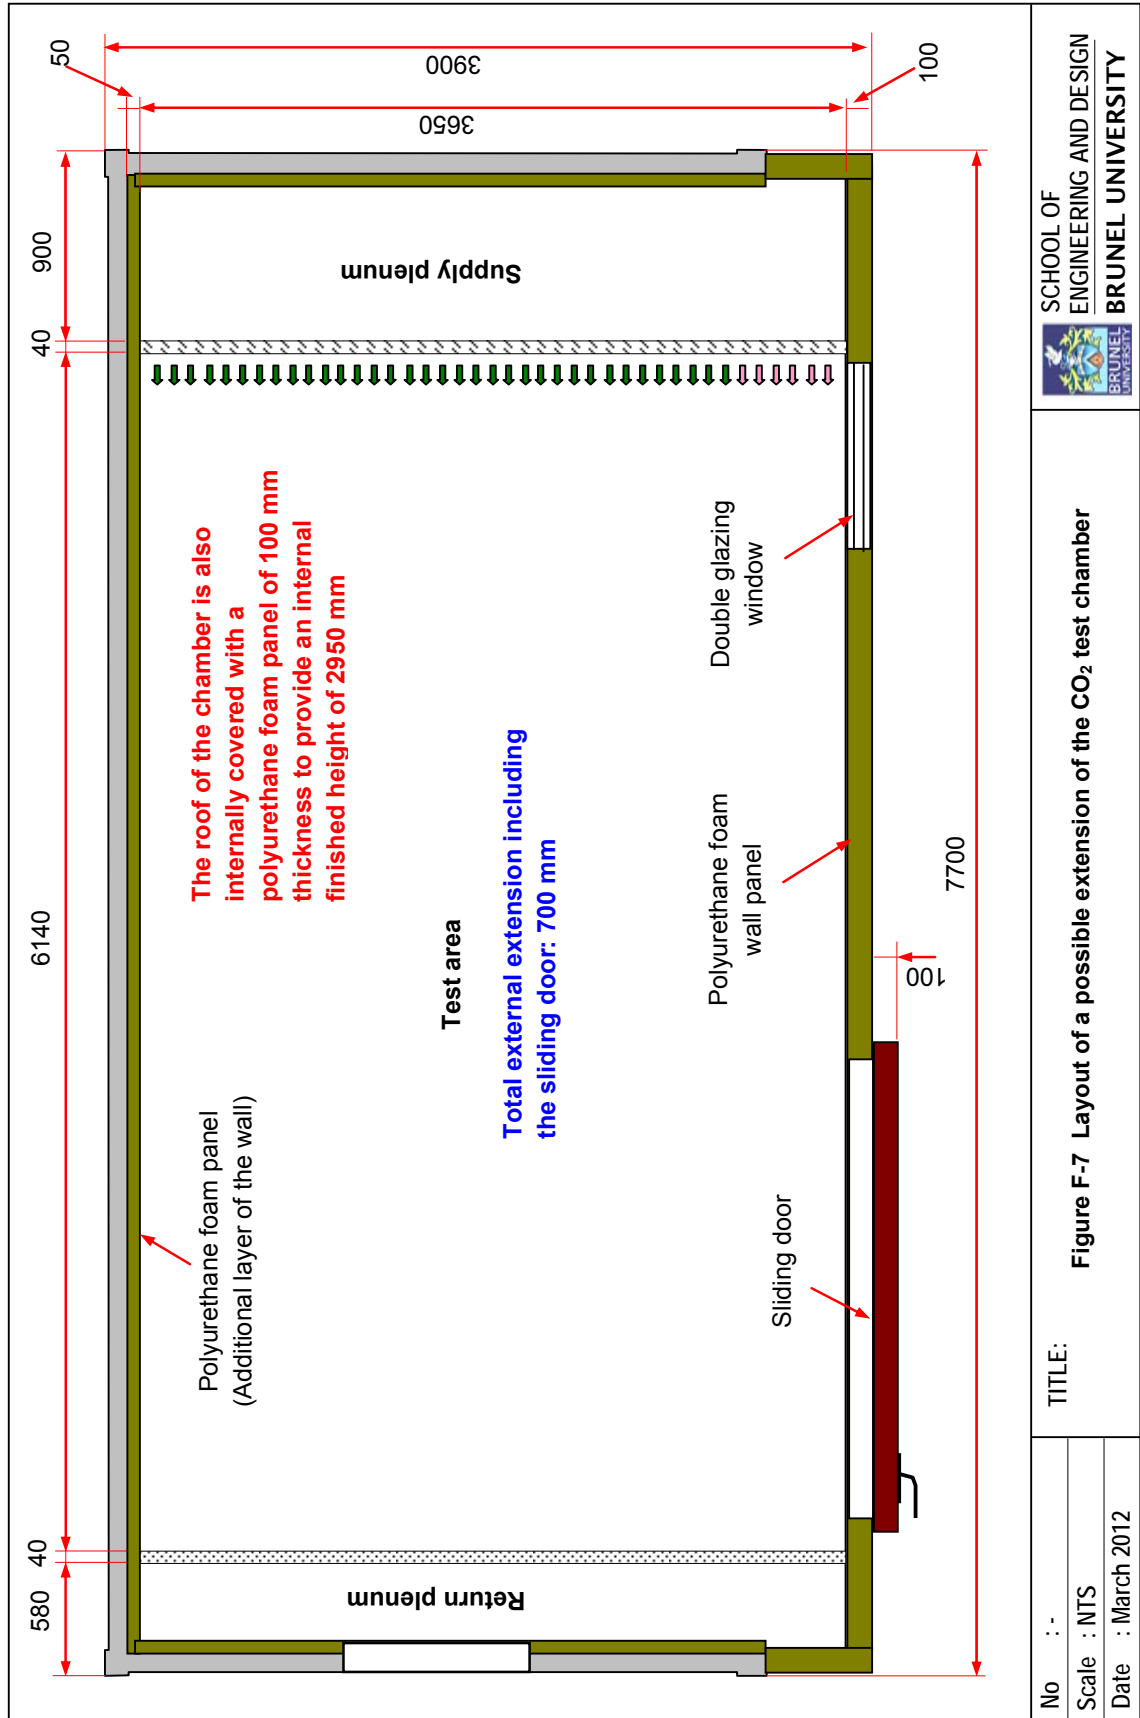 580
40
6140
40
900
50
3900
3650
100
Polyurethane foam panel
(Additional layer of the wall)
The roof of the chamber is also
internally covered with a
polyurethane foam panel of 100 mm
thickness to provide an internal
finished height of 2950 mm
Return plenum
Test area
Supply plenum
Total external extension including
the sliding door: 700 mm
Sliding door
Polyurethane foam
wall panel
Double glazing
window
100
7700
No : -
Scale : NTS
Date : March 2012
TITLE:
Figure F-7 Layout of a possible extension of the CO₂ test chamber
BRUNEL
UNIVERSITY
SCHOOL OF
ENGINEERING AND DESIGN
BRUNEL UNIVERSITY